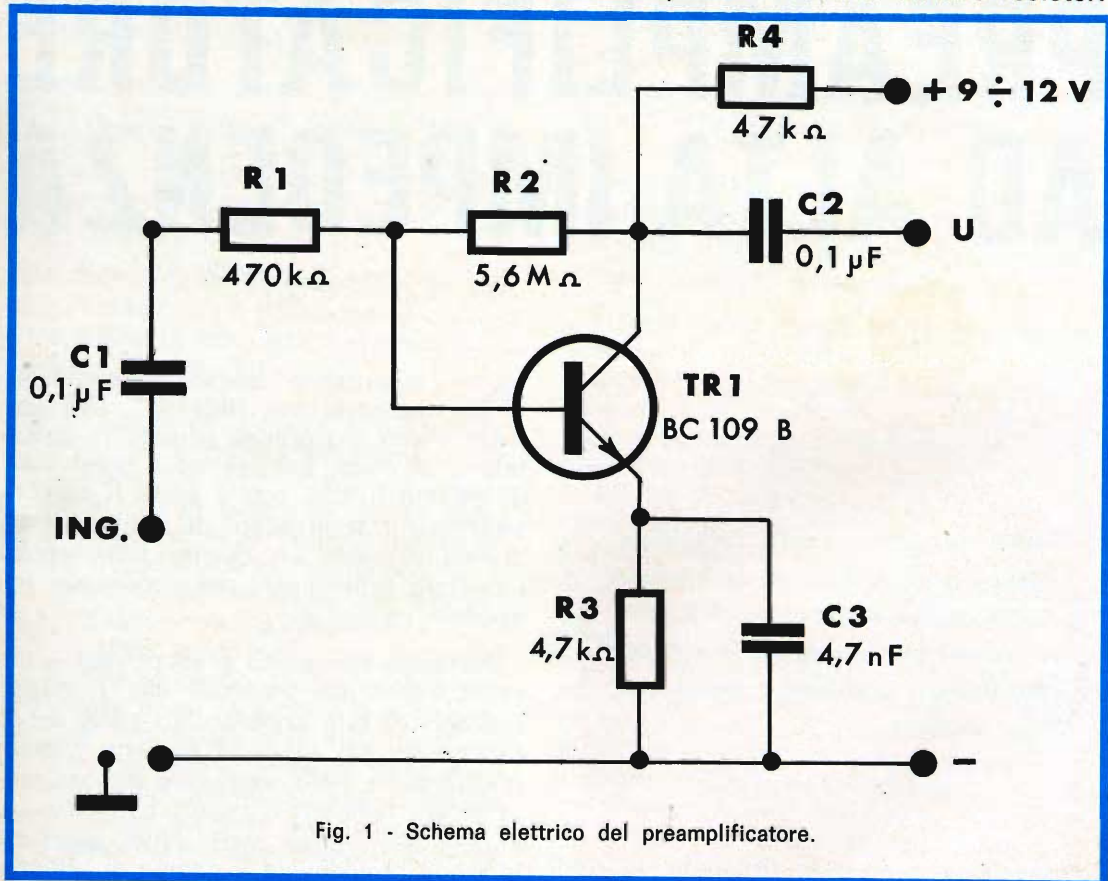 R4
+ 9 ÷ 12 V
47 kΩ
R1
R2
C2
U
470 kΩ
5,6 MΩ
0,1 µF
C1
0,1 µF
TR1
BC 109 B
ING.
R3
4,7 kΩ
C3
4,7 nF
–
Fig. 1 - Schema elettrico del preamplificatore.